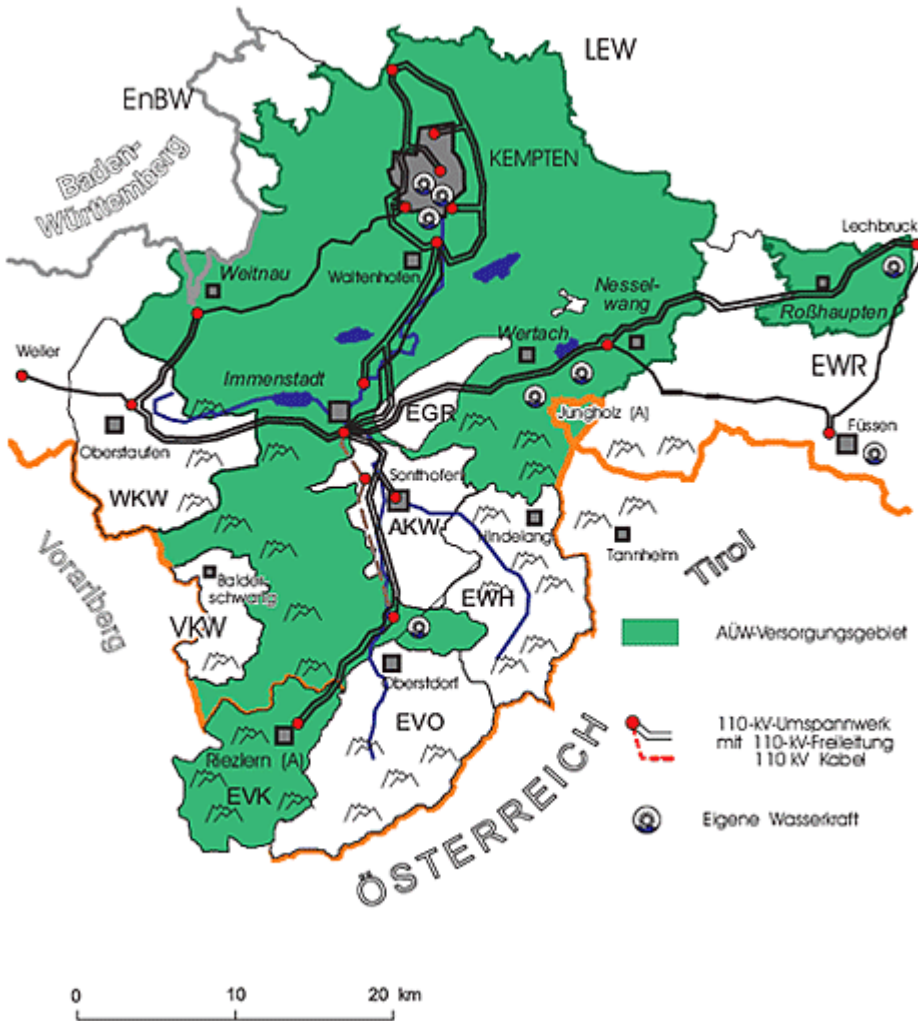 LEW
EnBW
Baden-
Württemberg
KEMPTEN
Lechbruck
Weitnau
Waltenhofen
Nessel-
wang
Roßhaupten
Wertach
Weiler
Immenstadt
EWR
EGR
Jungholz (A)
Füssen
Oberstaufen
Sonthofen
WKW
AKW
Hindelang
Tannheim
Vorarlberg
Tirol
Balder-
schwang
EWH
VKW
AÜW-Versorgungsgebiet
Oberstdorf
EVO
110-kV-Umspannwerk
mit 110-kV-Freileitung
110 kV Kabel
Riezlern (A)
EVK
ÖSTERREICH
Eigene Wasserkraft
0 10 20 km